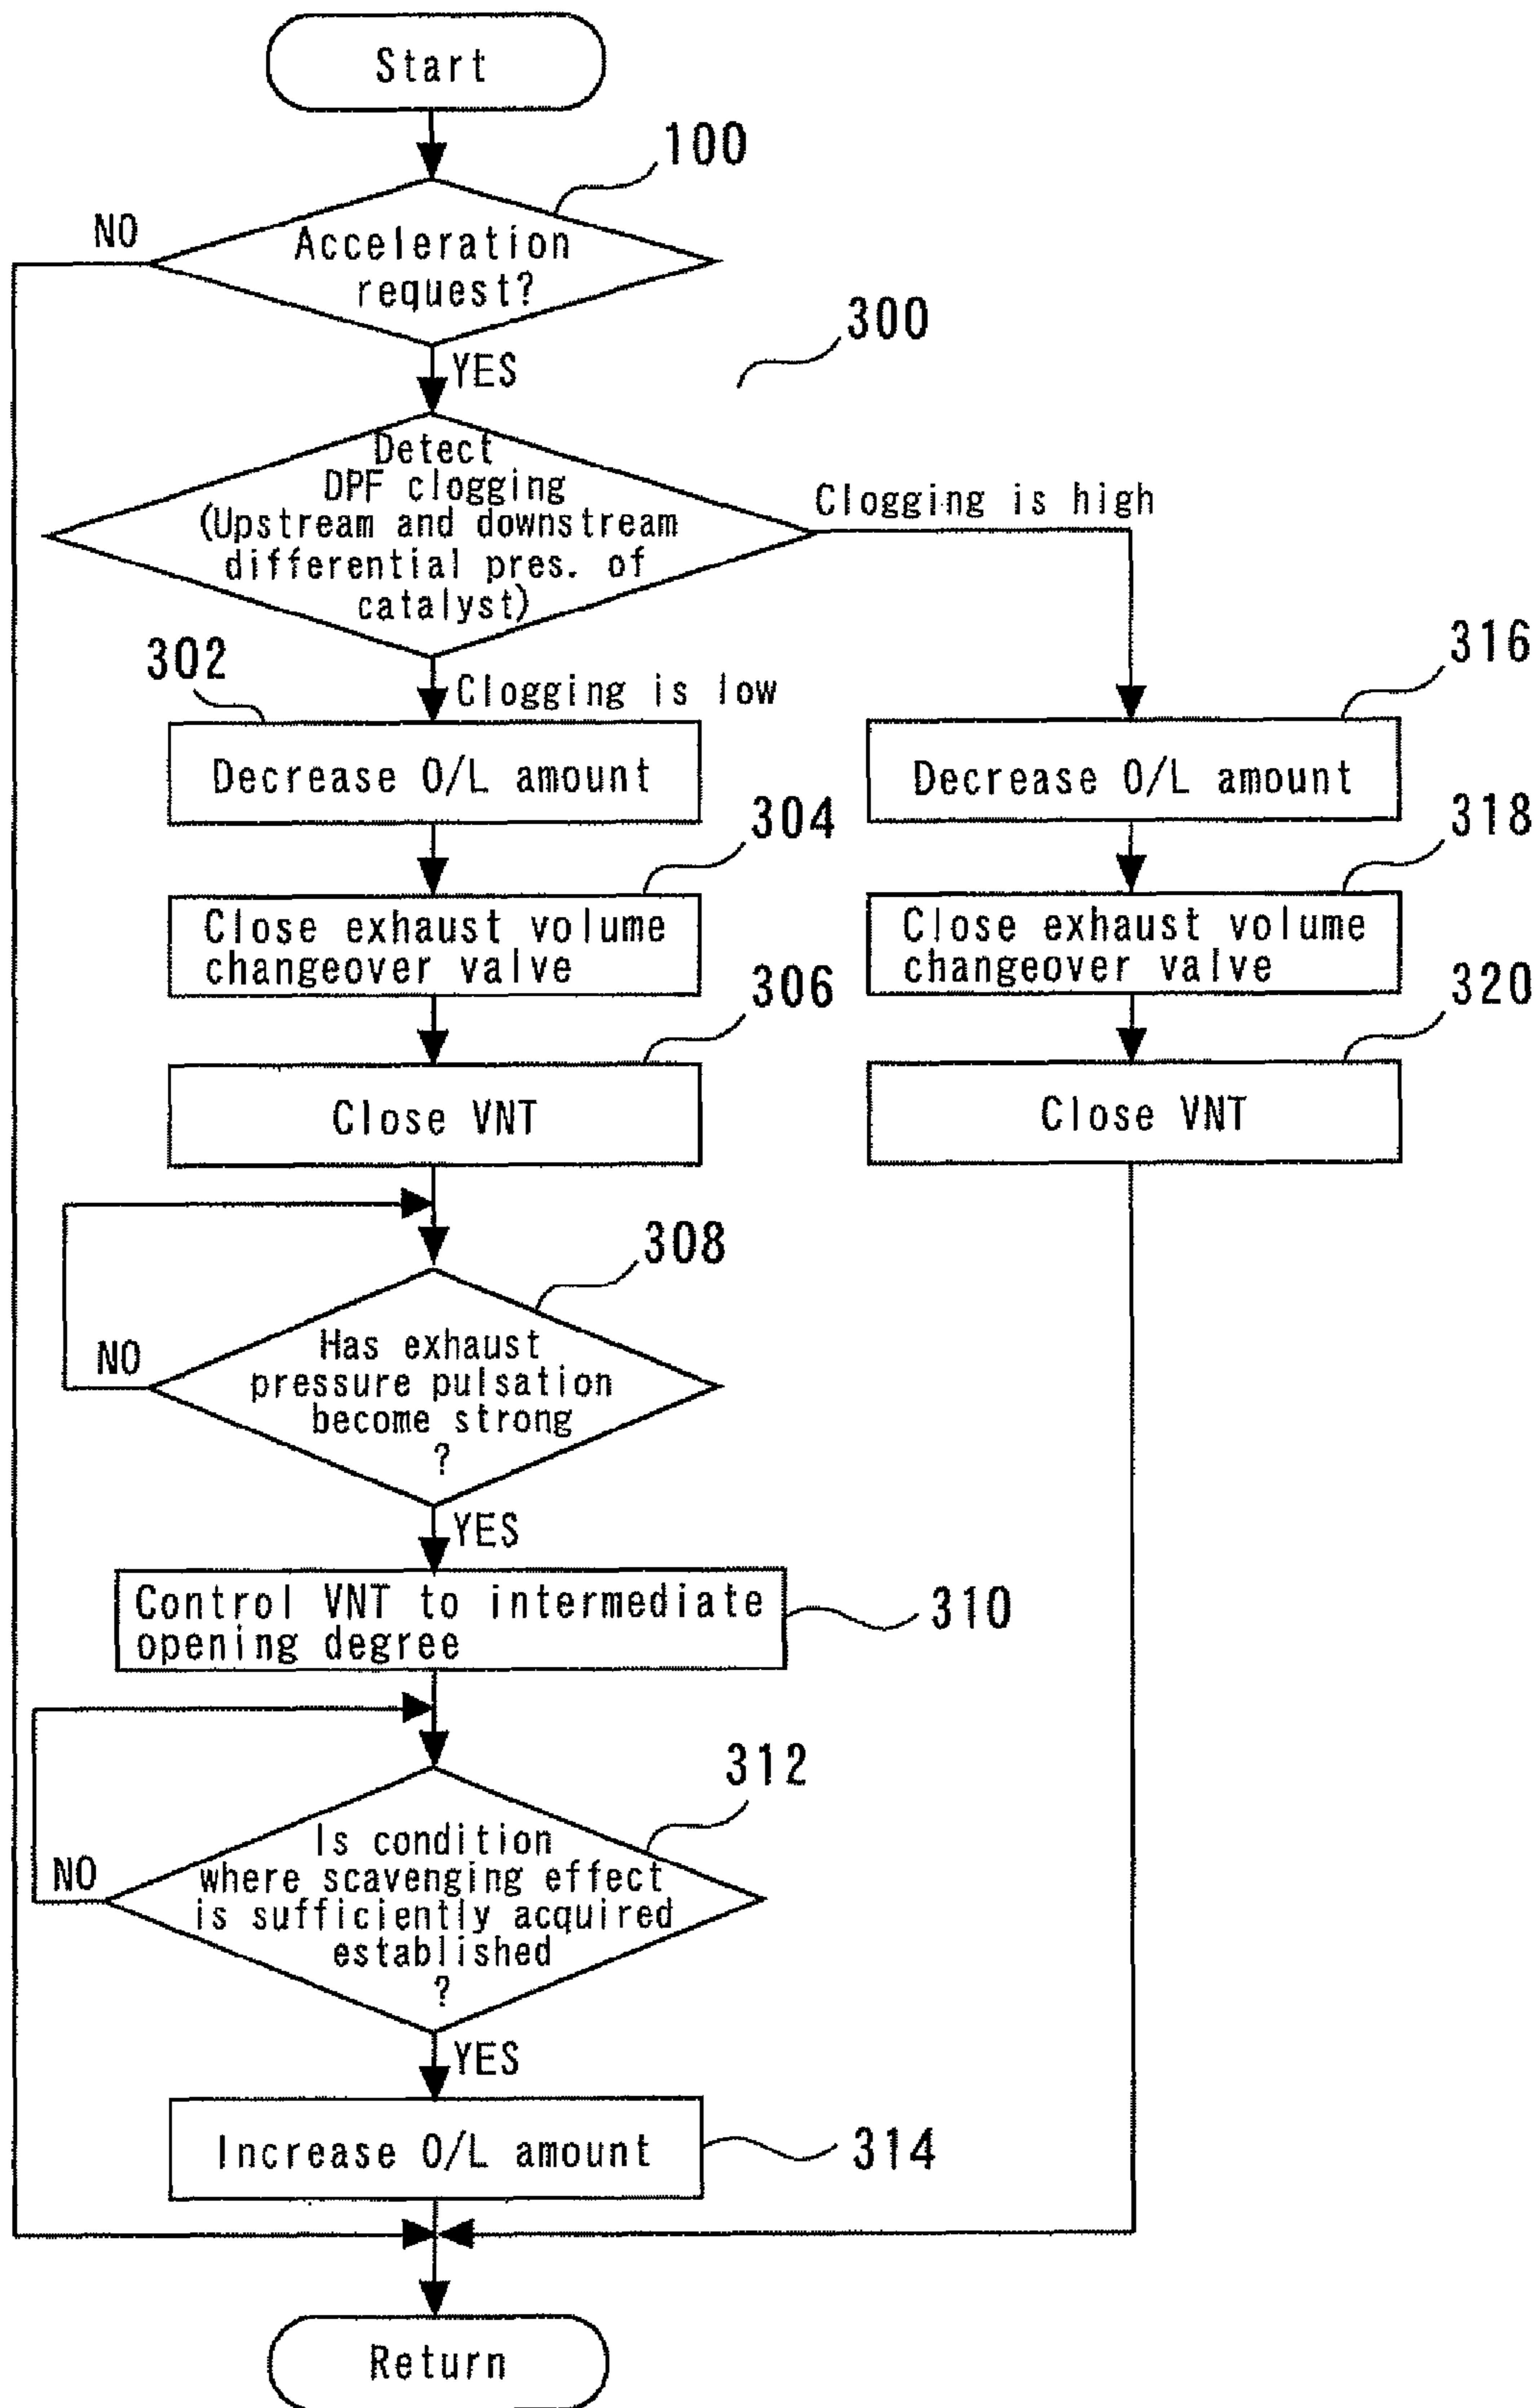 Start
100
NO
Acceleration
request?
300
YES
Detect
DPF clogging
(Upstream and downstream
differential pres. of
catalyst)
Clogging is high
302
Clogging is low
316
Decrease O/L amount
Decrease O/L amount
304
318
Close exhaust volume
changeover valve
Close exhaust volume
changeover valve
306
320
Close VNT
Close VNT
308
NO
Has exhaust
pressure pulsation
become strong
?
YES
Control VNT to intermediate
opening degree
310
312
NO
Is condition
where scavenging effect
is sufficiently acquired
established
?
YES
Increase O/L amount
314
Return